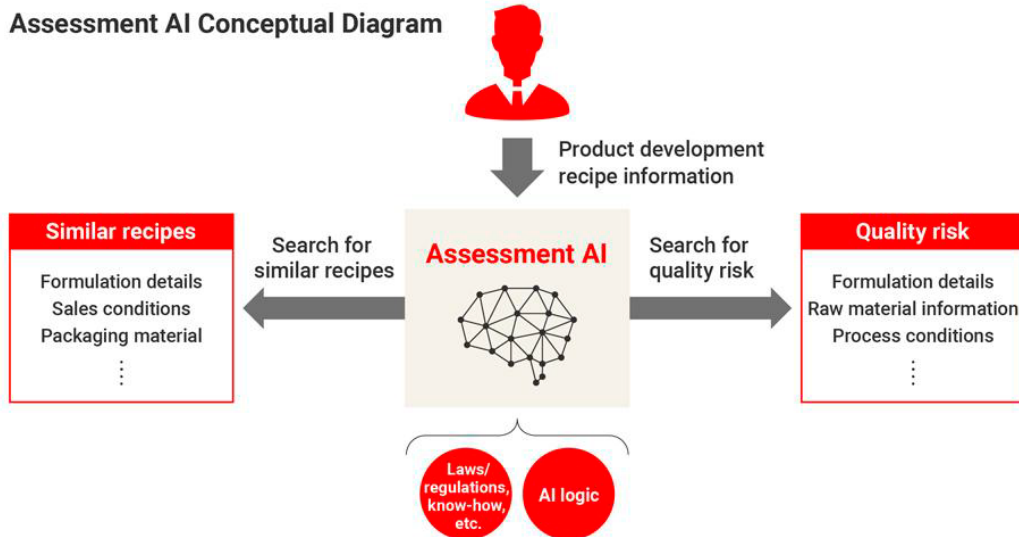 Assessment AI Conceptual Diagram
Product development
recipe information
Similar recipes
Formulation details
Sales conditions
Packaging material
Search for
similar recipes
Assessment AI
Search for
quality risk
Quality risk
Formulation details
Raw material information
Process conditions
Laws/
regulations,
know-how,
etc.
AI logic